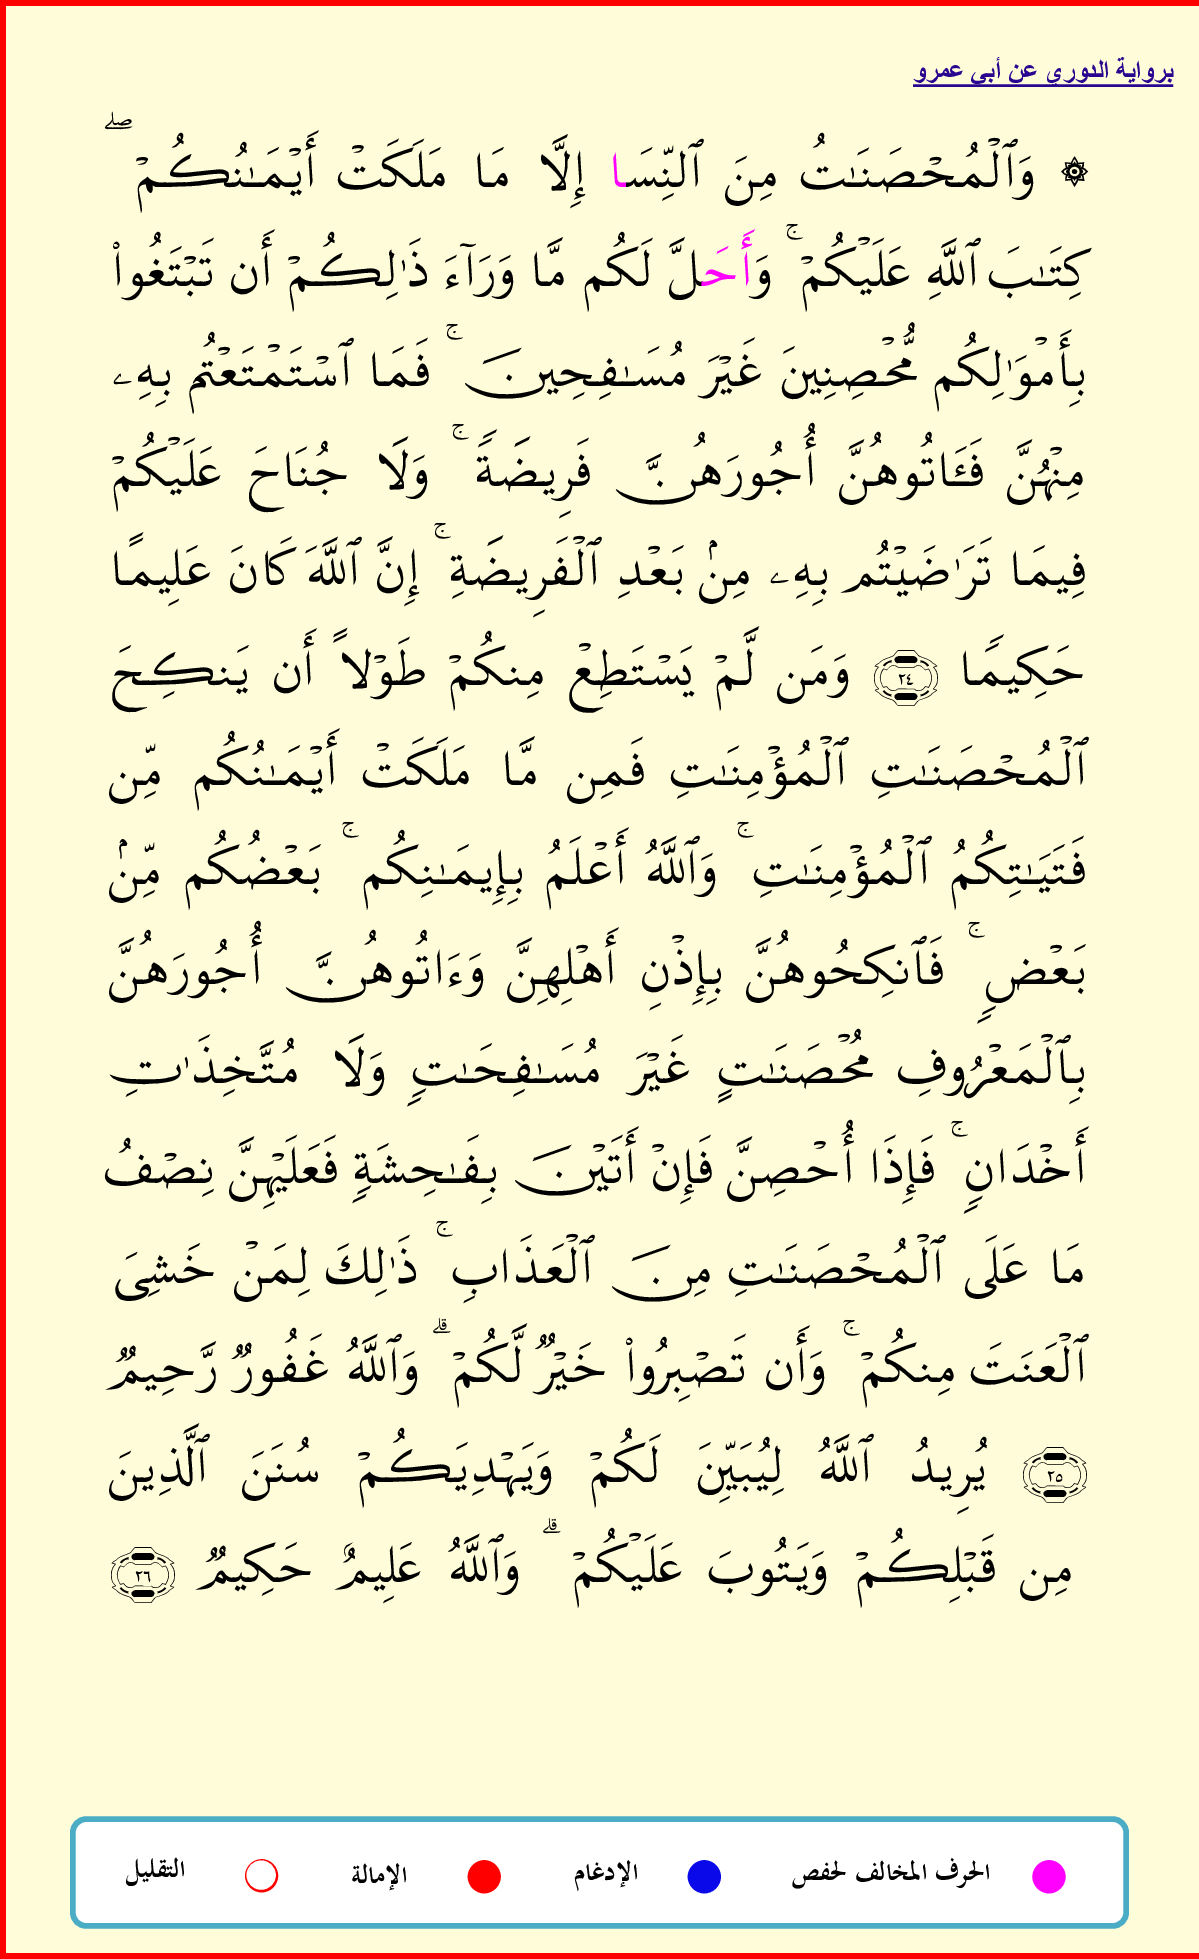 برواية الدوري عن أبي عمرو
۞ وَٱلۡمُحۡصَنَٰتُ مِنَ ٱلنِّسَا إِلَّا مَا مَلَكَتۡ أَيۡمَٰنُكُمۡۖ
كِتَٰبَ ٱللَّهِ عَلَيۡكُمۡۚ وَأَحَلَّ لَكُم مَّا وَرَآءَ ذَٰلِكُمۡ أَن تَبۡتَغُواْ
بِأَمۡوَٰلِكُم مُّحۡصِنِينَ غَيۡرَ مُسَٰفِحِينَۚ فَمَا ٱسۡتَمۡتَعۡتُم بِهِۦ
مِنۡهُنَّ فَـَٔاتُوهُنَّ أُجُورَهُنَّ فَرِيضَةٗۚ وَلَا جُنَاحَ عَلَيۡكُمۡ
فِيمَا تَرَٰضَيۡتُم بِهِۦ مِنۢ بَعۡدِ ٱلۡفَرِيضَةِۚ إِنَّ ٱللَّهَ كَانَ عَلِيمًا
حَكِيمٗا ٢٤ وَمَن لَّمۡ يَسۡتَطِعۡ مِنكُمۡ طَوۡلًا أَن يَنكِحَ
ٱلۡمُحۡصَنَٰتِ ٱلۡمُؤۡمِنَٰتِ فَمِن مَّا مَلَكَتۡ أَيۡمَٰنُكُم مِّن
فَتَيَٰتِكُمُ ٱلۡمُؤۡمِنَٰتِۚ وَٱللَّهُ أَعۡلَمُ بِإِيمَٰنِكُمۚ بَعۡضُكُم مِّنۢ
بَعۡضٖۚ فَٱنكِحُوهُنَّ بِإِذۡنِ أَهۡلِهِنَّ وَءَاتُوهُنَّ أُجُورَهُنَّ
بِٱلۡمَعۡرُوفِ مُحۡصَنَٰتٍ غَيۡرَ مُسَٰفِحَٰتٖ وَلَا مُتَّخِذَٰتِ
أَخۡدَانٖۚ فَإِذَا أُحۡصِنَّ فَإِنۡ أَتَيۡنَ بِفَٰحِشَةٖ فَعَلَيۡهِنَّ نِصۡفُ
مَا عَلَى ٱلۡمُحۡصَنَٰتِ مِنَ ٱلۡعَذَابِۚ ذَٰلِكَ لِمَنۡ خَشِيَ
ٱلۡعَنَتَ مِنكُمۡۚ وَأَن تَصۡبِرُواْ خَيۡرٞ لَّكُمۡۗ وَٱللَّهُ غَفُورٞ رَّحِيمٞ
٢٥ يُرِيدُ ٱللَّهُ لِيُبَيِّنَ لَكُمۡ وَيَهۡدِيَكُمۡ سُنَنَ ٱلَّذِينَ
مِن قَبۡلِكُمۡ وَيَتُوبَ عَلَيۡكُمۡۗ وَٱللَّهُ عَلِيمٌ حَكِيمٞ ٢٦
الحرف المخالف لحفص الإدغام الإمالة التقليل